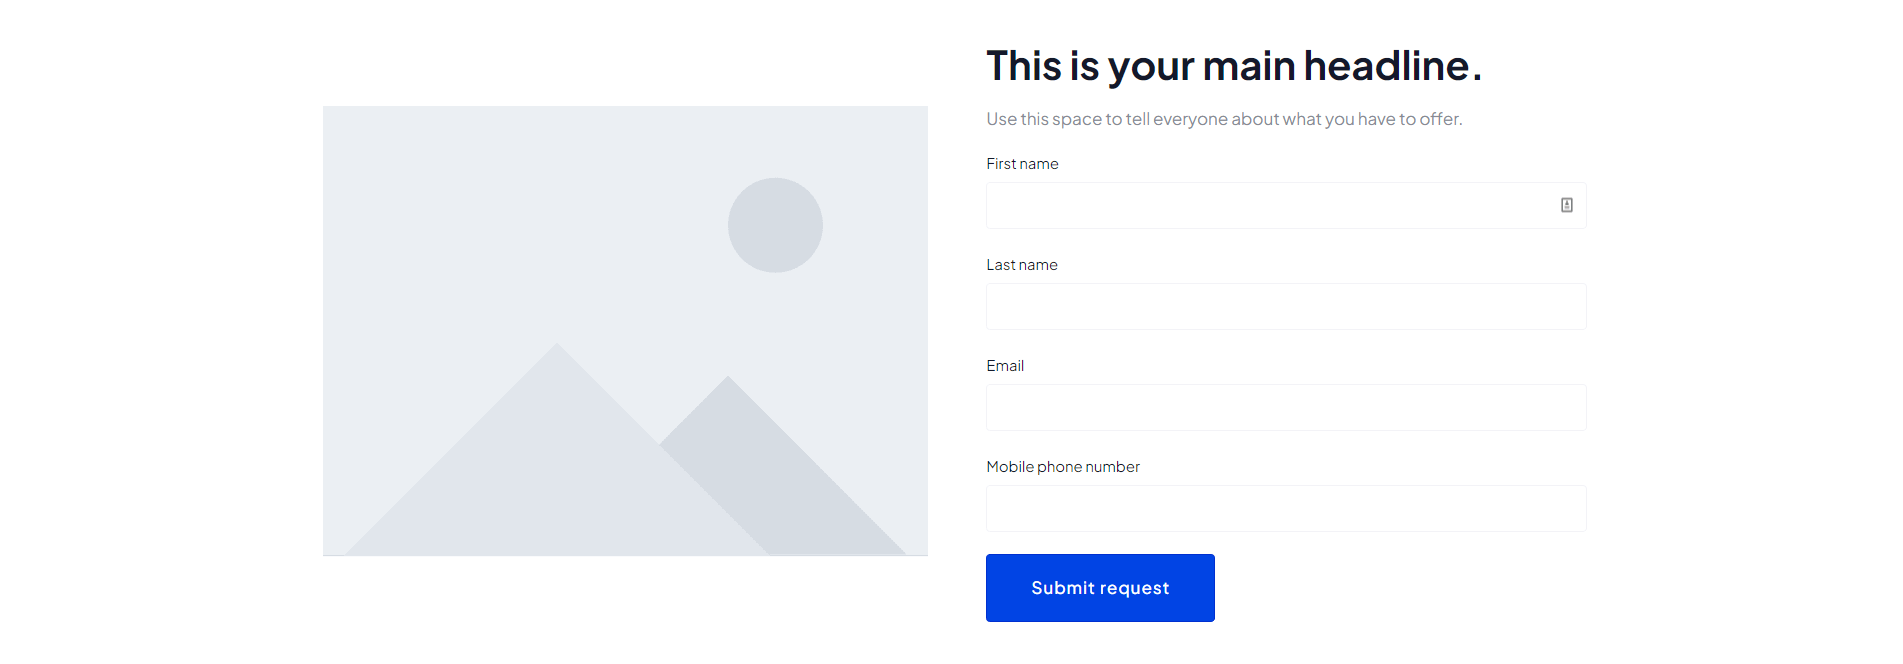 This is your main headline.
Use this space to tell everyone about what you have to offer.
First name
Last name
Email
Mobile phone number
Submit request